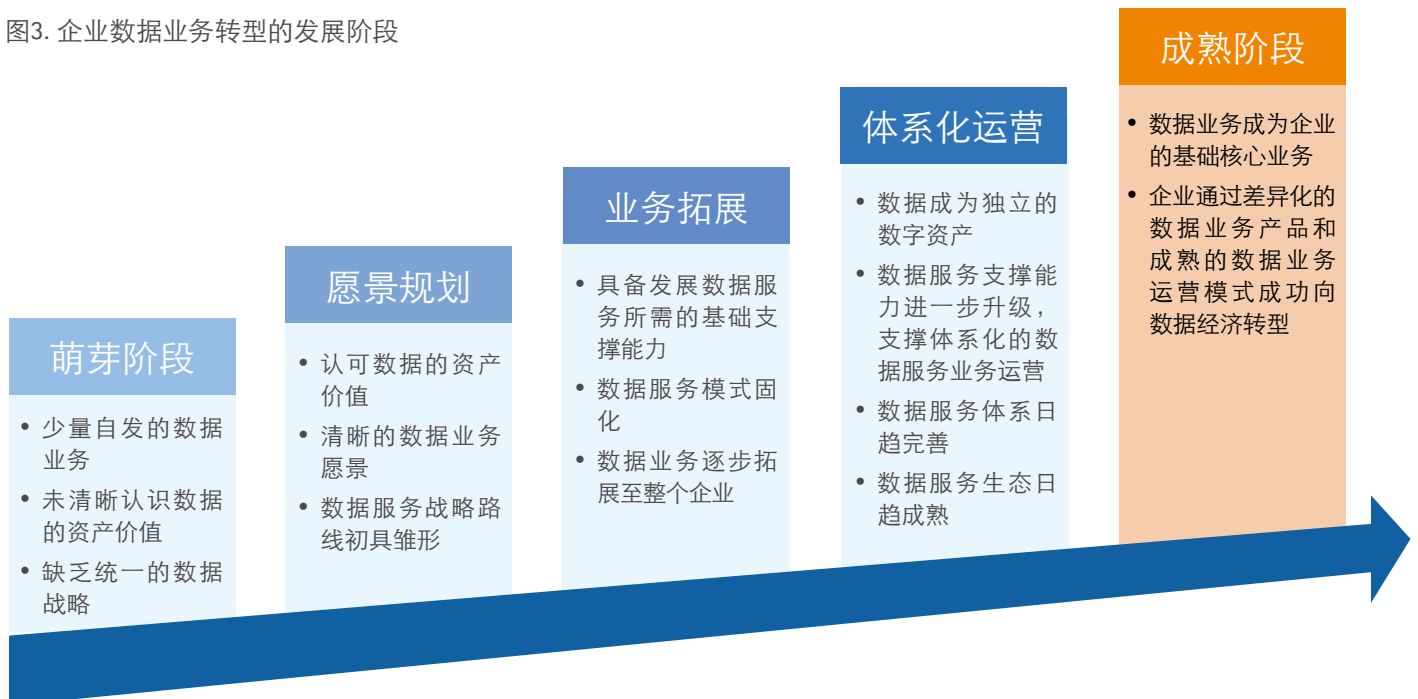 图3. 企业数据业务转型的发展阶段
萌芽阶段
• 少量自发的数据
业务
• 未清晰认识数据
的资产价值
• 缺乏统一的数据
战略
愿景规划
• 认可数据的资产
价值
• 清晰的数据业务
愿景
• 数据服务战略路
线初具雏形
业务拓展
• 具备发展数据服
务所需的基础支
撑能力
• 数据服务模式固
化
• 数据业务逐步拓
展至整个企业
体系化运营
• 数据成为独立的
数字资产
• 数据服务支撑能
力进一步升级，
支撑体系化的数
据服务业务运营
• 数据服务体系日
趋完善
• 数据服务生态日
趋成熟
成熟阶段
• 数据业务成为企业
的基础核心业务
• 企业通过差异化的
数据业务产品和
成熟的数据业务
运营模式成功向
数据经济转型